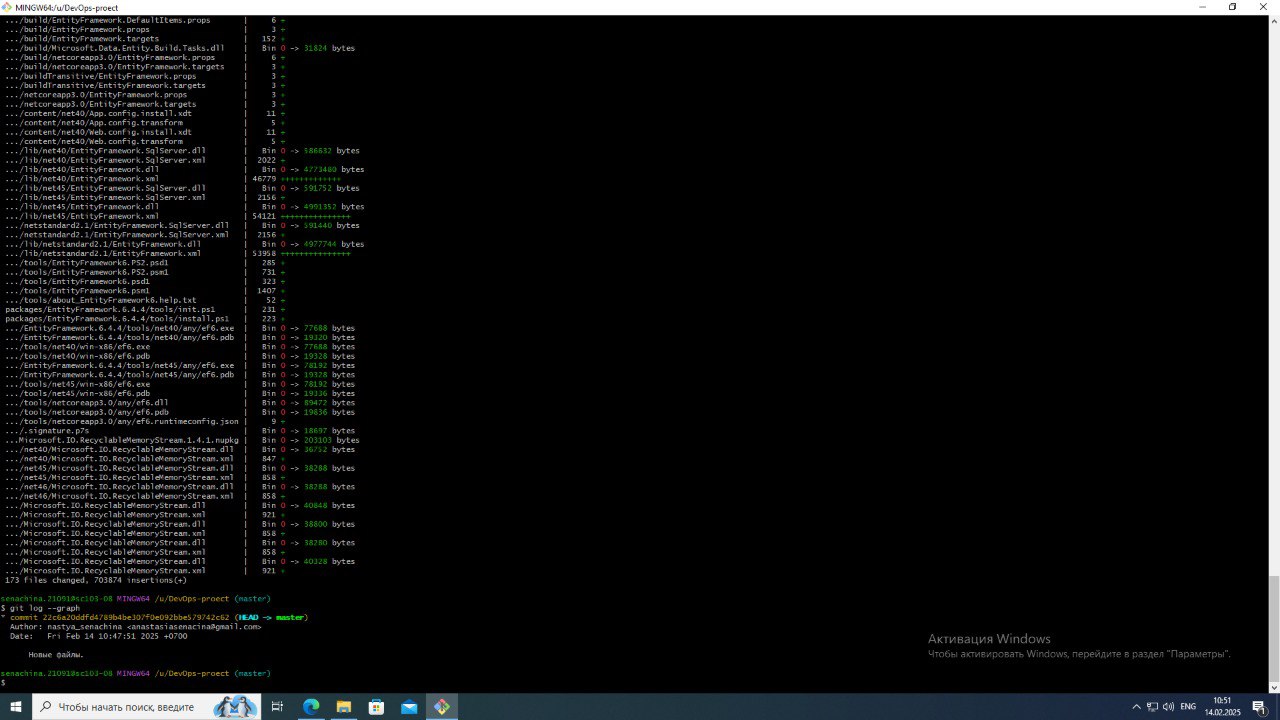 MINGW64:/u/DevOps-proect
.../build/EntityFramework.DefaultItems.props | 6 +
.../build/EntityFramework.props | 3 +
.../build/EntityFramework.targets | 152 +
.../build/Microsoft.Data.Entity.Build.Tasks.dll | Bin 0 -> 31824 bytes
.../build/netcoreapp3.0/EntityFramework.props | 6 +
.../build/netcoreapp3.0/EntityFramework.targets | 3 +
.../buildTransitive/EntityFramework.props | 3 +
.../buildTransitive/EntityFramework.targets | 3 +
.../netcoreapp3.0/EntityFramework.props | 3 +
.../netcoreapp3.0/EntityFramework.targets | 3 +
.../content/net40/App.config.install.xdt | 11 +
.../content/net40/App.config.transform | 5 +
.../content/net40/Web.config.install.xdt | 11 +
.../content/net40/Web.config.transform | 5 +
.../lib/net40/EntityFramework.SqlServer.dll | Bin 0 -> 586632 bytes
.../lib/net40/EntityFramework.SqlServer.xml | 2022 +
.../lib/net40/EntityFramework.dll | Bin 0 -> 4773480 bytes
.../lib/net40/EntityFramework.xml | 46779 +++++++++++++
.../lib/net45/EntityFramework.SqlServer.dll | Bin 0 -> 591752 bytes
.../lib/net45/EntityFramework.SqlServer.xml | 2156 +
.../lib/net45/EntityFramework.dll | Bin 0 -> 4991352 bytes
.../lib/net45/EntityFramework.xml | 54121 +++++++++++++++
.../netstandard2.1/EntityFramework.SqlServer.dll | Bin 0 -> 591440 bytes
.../netstandard2.1/EntityFramework.SqlServer.xml | 2156 +
.../lib/netstandard2.1/EntityFramework.dll | Bin 0 -> 4977744 bytes
.../lib/netstandard2.1/EntityFramework.xml | 53958 +++++++++++++++
.../tools/EntityFramework6.PS2.psd1 | 285 +
.../tools/EntityFramework6.PS2.psm1 | 731 +
.../tools/EntityFramework6.psd1 | 323 +
.../tools/EntityFramework6.psm1 | 1407 +
.../tools/about_EntityFramework6.help.txt | 52 +
packages/EntityFramework.6.4.4/tools/init.ps1 | 231 +
packages/EntityFramework.6.4.4/tools/install.ps1 | 223 +
.../EntityFramework.6.4.4/tools/net40/any/ef6.exe | Bin 0 -> 77688 bytes
.../EntityFramework.6.4.4/tools/net40/any/ef6.pdb | Bin 0 -> 19320 bytes
.../tools/net40/win-x86/ef6.exe | Bin 0 -> 77688 bytes
.../tools/net40/win-x86/ef6.pdb | Bin 0 -> 19328 bytes
.../EntityFramework.6.4.4/tools/net45/any/ef6.exe | Bin 0 -> 78192 bytes
.../EntityFramework.6.4.4/tools/net45/any/ef6.pdb | Bin 0 -> 19328 bytes
.../tools/net45/win-x86/ef6.exe | Bin 0 -> 78192 bytes
.../tools/net45/win-x86/ef6.pdb | Bin 0 -> 19336 bytes
.../tools/netcoreapp3.0/any/ef6.dll | Bin 0 -> 89472 bytes
.../tools/netcoreapp3.0/any/ef6.pdb | Bin 0 -> 19836 bytes
.../tools/netcoreapp3.0/any/ef6.runtimeconfig.json | 9 +
.../.signature.p7s | Bin 0 -> 18697 bytes
...Microsoft.IO.RecyclableMemoryStream.1.4.1.nupkg | Bin 0 -> 203103 bytes
.../net40/Microsoft.IO.RecyclableMemoryStream.dll | Bin 0 -> 36752 bytes
.../net40/Microsoft.IO.RecyclableMemoryStream.xml | 847 +
.../net45/Microsoft.IO.RecyclableMemoryStream.dll | Bin 0 -> 38288 bytes
.../net45/Microsoft.IO.RecyclableMemoryStream.xml | 858 +
.../net46/Microsoft.IO.RecyclableMemoryStream.dll | Bin 0 -> 38288 bytes
.../net46/Microsoft.IO.RecyclableMemoryStream.xml | 858 +
.../Microsoft.IO.RecyclableMemoryStream.dll | Bin 0 -> 40848 bytes
.../Microsoft.IO.RecyclableMemoryStream.xml | 921 +
.../Microsoft.IO.RecyclableMemoryStream.dll | Bin 0 -> 38800 bytes
.../Microsoft.IO.RecyclableMemoryStream.xml | 858 +
.../Microsoft.IO.RecyclableMemoryStream.dll | Bin 0 -> 38280 bytes
.../Microsoft.IO.RecyclableMemoryStream.xml | 858 +
.../Microsoft.IO.RecyclableMemoryStream.dll | Bin 0 -> 40328 bytes
.../Microsoft.IO.RecyclableMemoryStream.xml | 921 +
173 files changed, 703874 insertions(+)
senachina.21091@sc103-08 MINGW64 /u/DevOps-proect (master)
$ git log --graph
* commit 22c6a20ddfd4789b4be307f0e092bbe579742c62 (HEAD -> master)
Author: nastya_senachina <anastasiasenacina@gmail.com>
Date: Fri Feb 14 10:47:51 2025 +0700
Новые файлы.
senachina.21091@sc103-08 MINGW64 /u/DevOps-proect (master)
$
Активация Windows
Чтобы активировать Windows, перейдите в раздел "Параметры".
Чтобы начать поиск, введите
ENG
10:51
14.02.2025